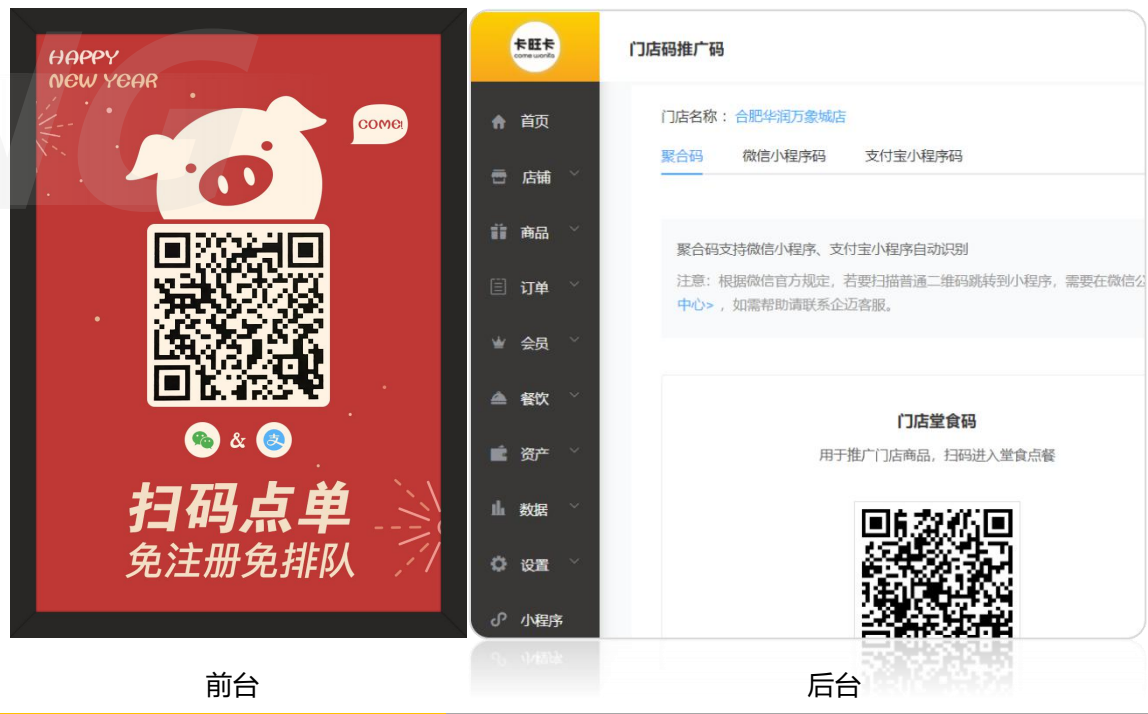 HAPPY
NEW YEAR
COME!
&
支
扫码点单
免注册免排队
前台
卡旺卡
come wonka
首页
店铺
商品
订单
会员
餐饮
资产
数据
设置
小程序
门店码推广码
门店名称： 合肥华润万象城店
聚合码 微信小程序码 支付宝小程序码
聚合码支持微信小程序、支付宝小程序自动识别
注意：根据微信官方规定，若要扫描普通二维码跳转到小程序，需要在微信公
中心> ，如需帮助请联系企迈客服。
门店堂食码
用于推广门店商品，扫码进入堂食点餐
后台